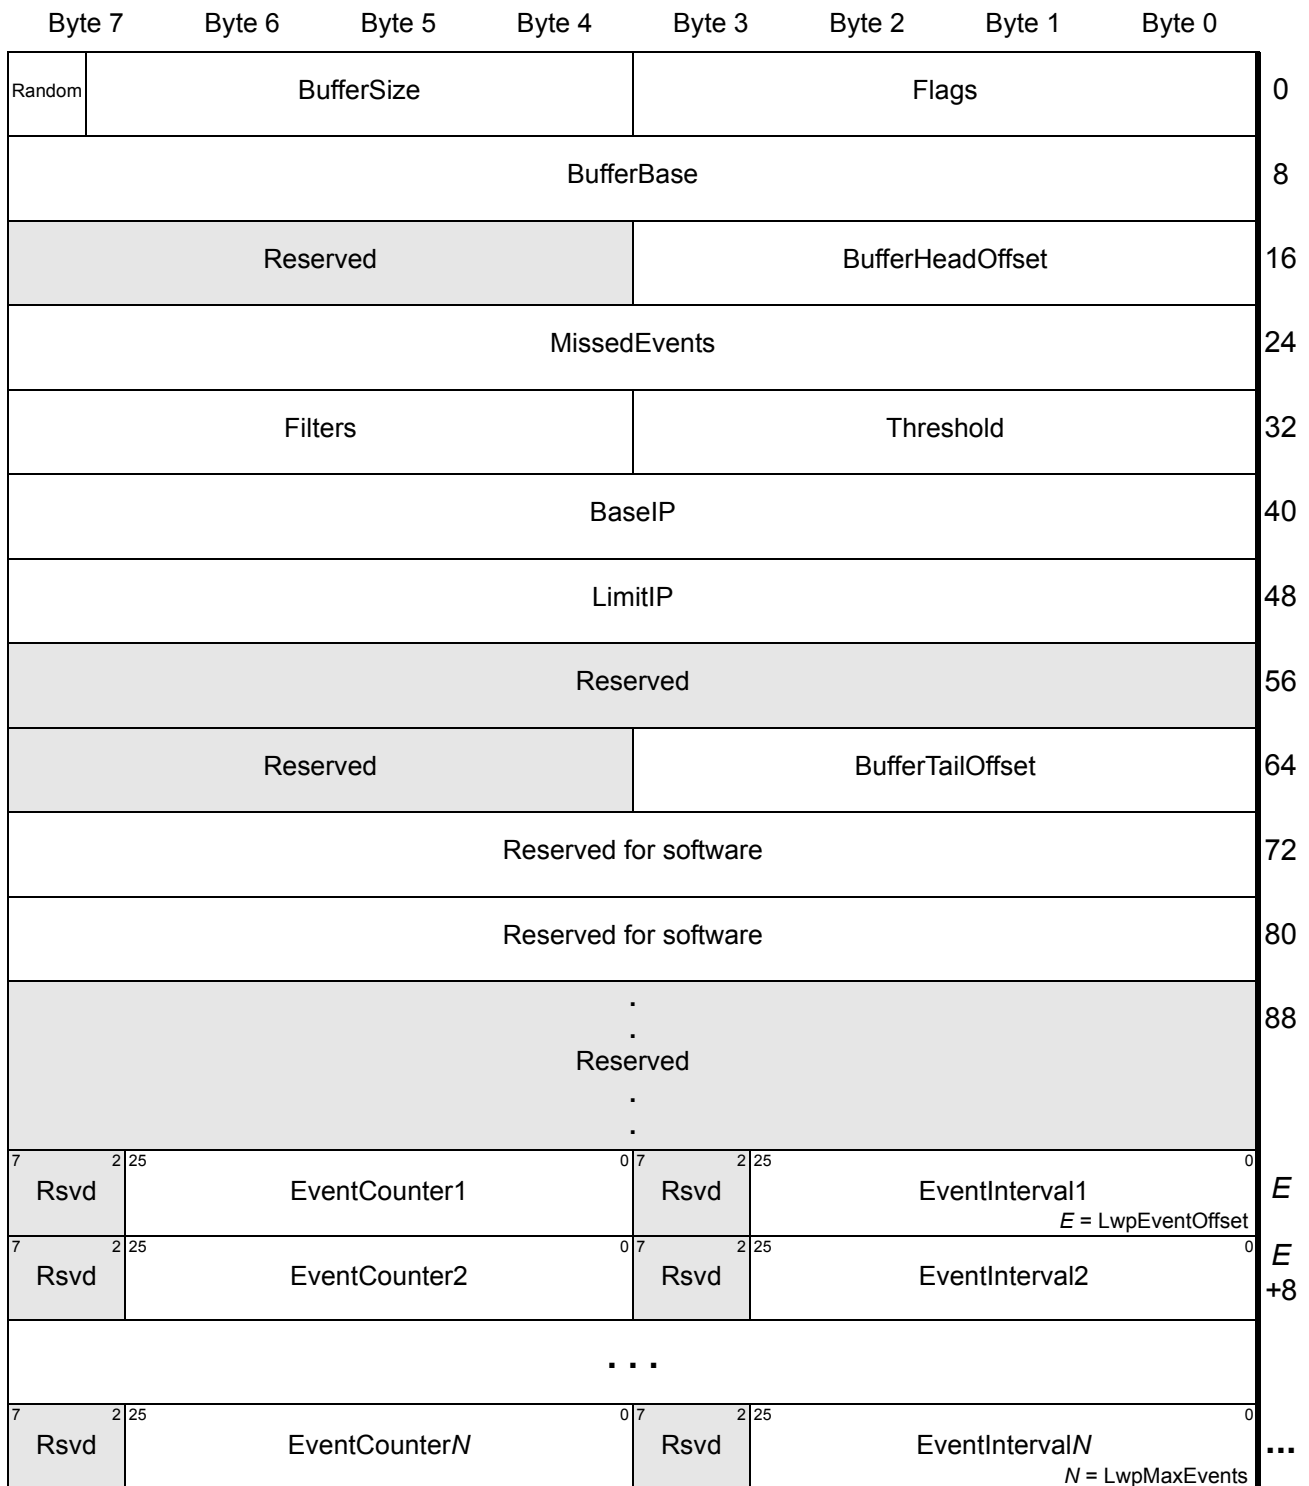 Byte 7 Byte 6 Byte 5 Byte 4 Byte 3 Byte 2 Byte 1 Byte 0
Random BufferSize Flags 0
BufferBase 8
Reserved BufferHeadOffset 16
MissedEvents 24
Filters Threshold 32
BaseIP 40
LimitIP 48
Reserved 56
Reserved BufferTailOffset 64
Reserved for software 72
Reserved for software 80
. 88
.
Reserved
.
.
7 2 25 0 7 2 25 0
Rsvd EventCounter1 Rsvd EventInterval1 E
E = LwpEventOffset
7 2 25 0 7 2 25 0
Rsvd EventCounter2 Rsvd EventInterval2 E
+8
. . .
7 2 25 0 7 2 25 0
Rsvd EventCounterN Rsvd EventIntervalN ...
N = LwpMaxEvents